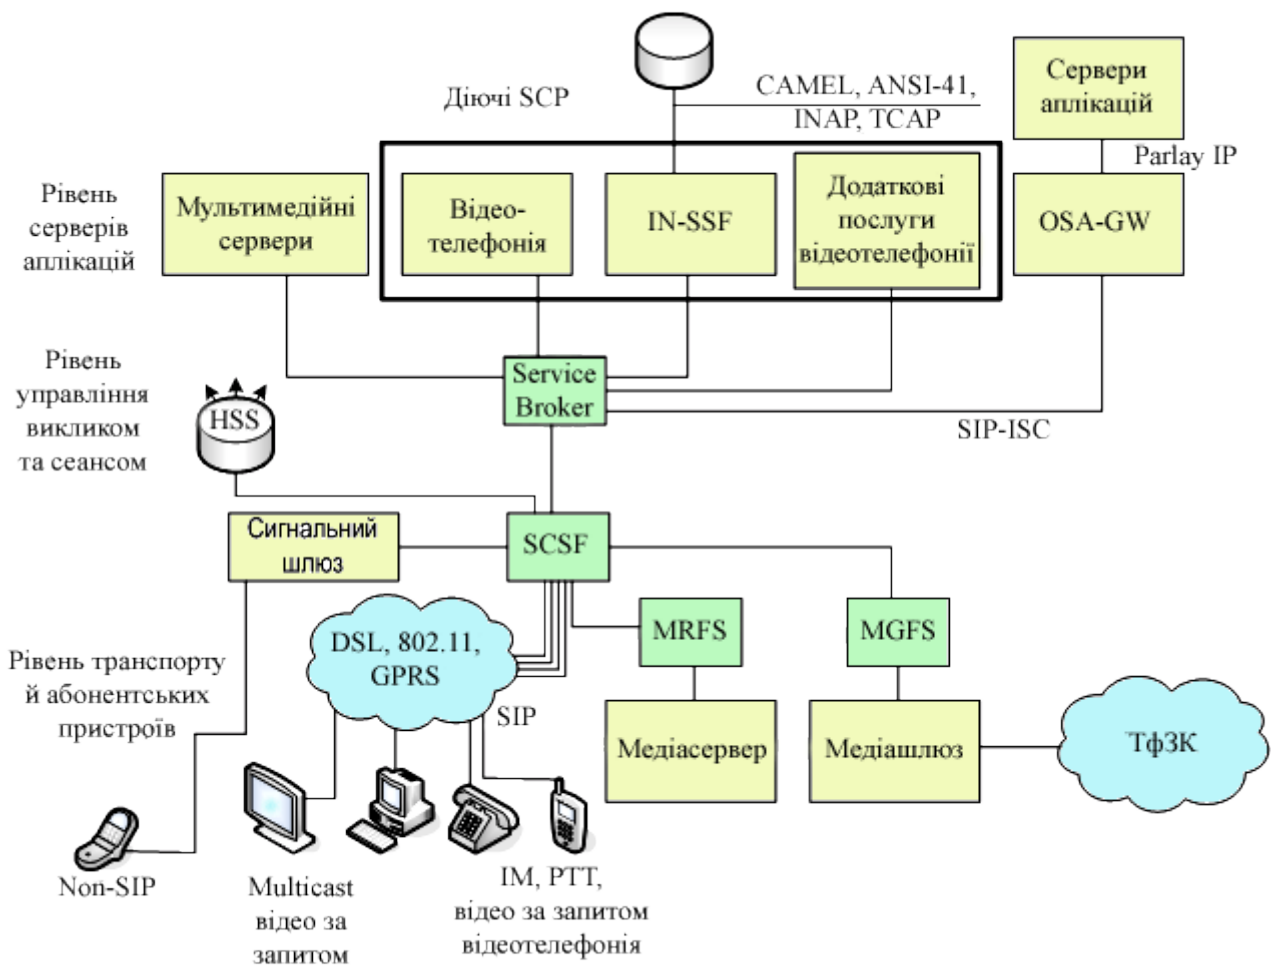 Діючі SCP
CAMEL, ANSI-41,
INAP, TCAP
Сервери
аплікацій
Parlay IP
Рівень
серверів
аплікацій
Мультимедійні
сервери
Відео-
телефонія
IN-SSF
Додаткові
послуги
відеотелефонії
OSA-GW
Рівень
управління
викликом
та сеансом
HSS
Service
Broker
SIP-ISC
Сигнальний
шлюз
SCSF
DSL, 802.11,
GPRS
MRFS
MGFS
Рівень транспорту
й абонентських
пристроїв
SIP
Медіасервер
Медіашлюз
ТфЗК
Non-SIP
Multicast
відео за
запитом
IM, PTT,
відео за запитом
відеотелефонія